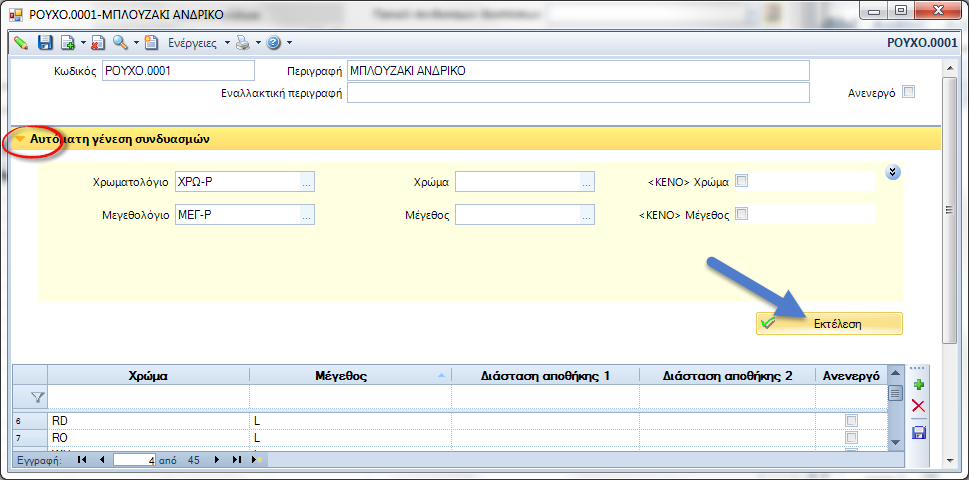 ΡΟΥΧΟ.0001-ΜΠΛΟΥΖΑΚΙ ΑΝΔΡΙΚΟ
Ενέργειες ΡΟΥΧΟ.0001
Κωδικός ΡΟΥΧΟ.0001 Περιγραφή ΜΠΛΟΥΖΑΚΙ ΑΝΔΡΙΚΟ
Εναλλακτική περιγραφή Ανενεργό
Αυτόματη γένεση συνδυασμών
Χρωματολόγιο ΧΡΩ-Ρ ... Χρώμα ... <ΚΕΝΟ> Χρώμα
Μεγεθολόγιο ΜΕΓ-Ρ ... Μέγεθος ... <ΚΕΝΟ> Μέγεθος
Εκτέλεση
Χρώμα Μέγεθος Διάσταση αποθήκης 1 Διάσταση αποθήκης 2 Ανενεργό
6 RD L
7 RO L
Εγγραφή: 4 από 45